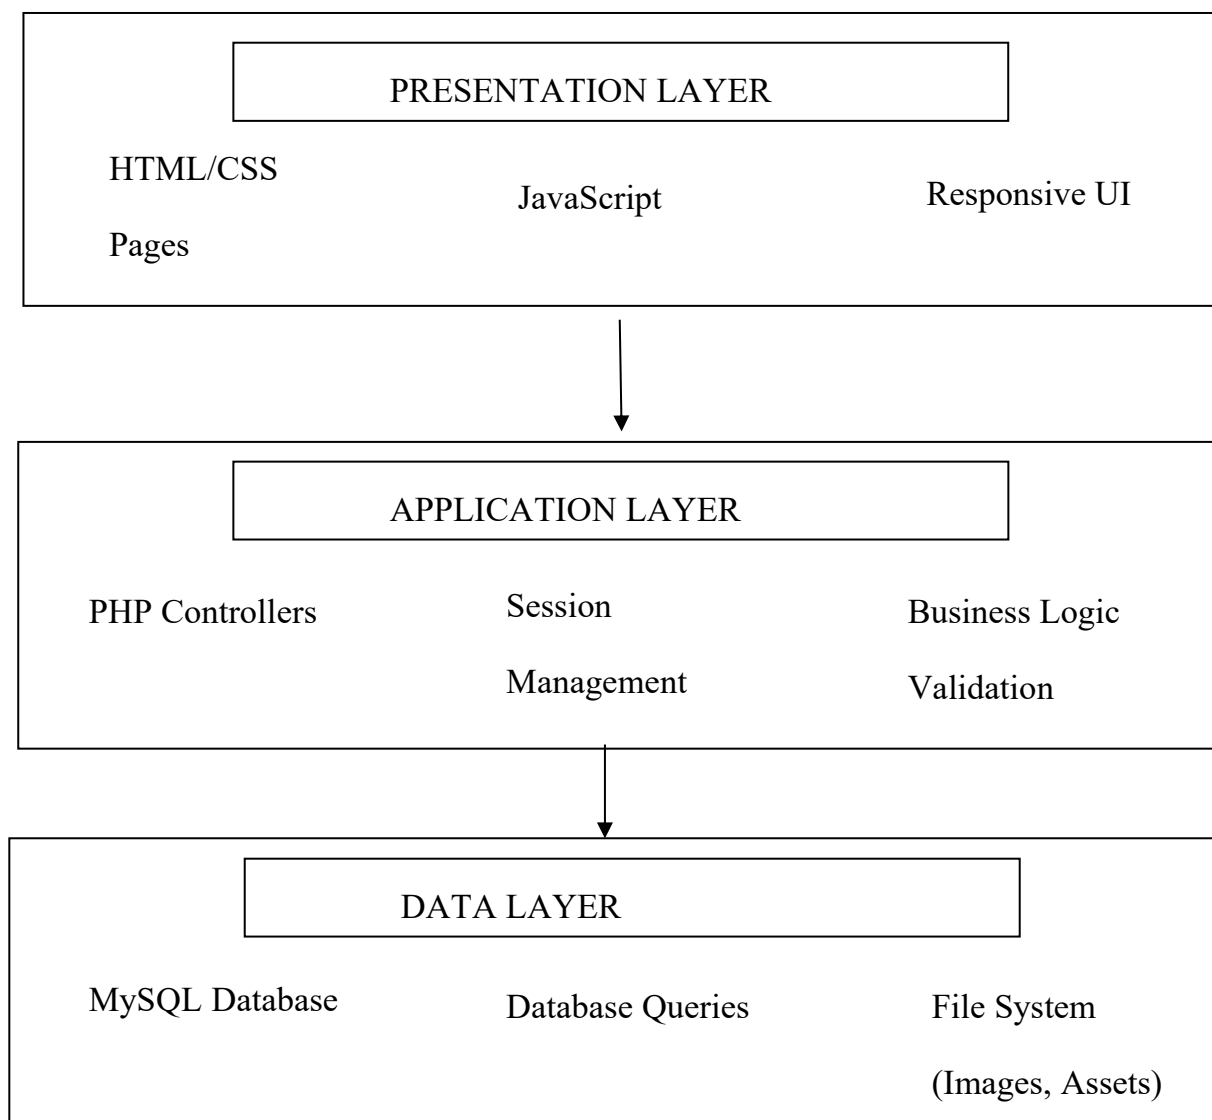 PRESENTATION LAYER
HTML/CSS
Pages
JavaScript
Responsive UI
APPLICATION LAYER
PHP Controllers
Session
Management
Business Logic
Validation
DATA LAYER
MySQL Database
Database Queries
File System
(Images, Assets)